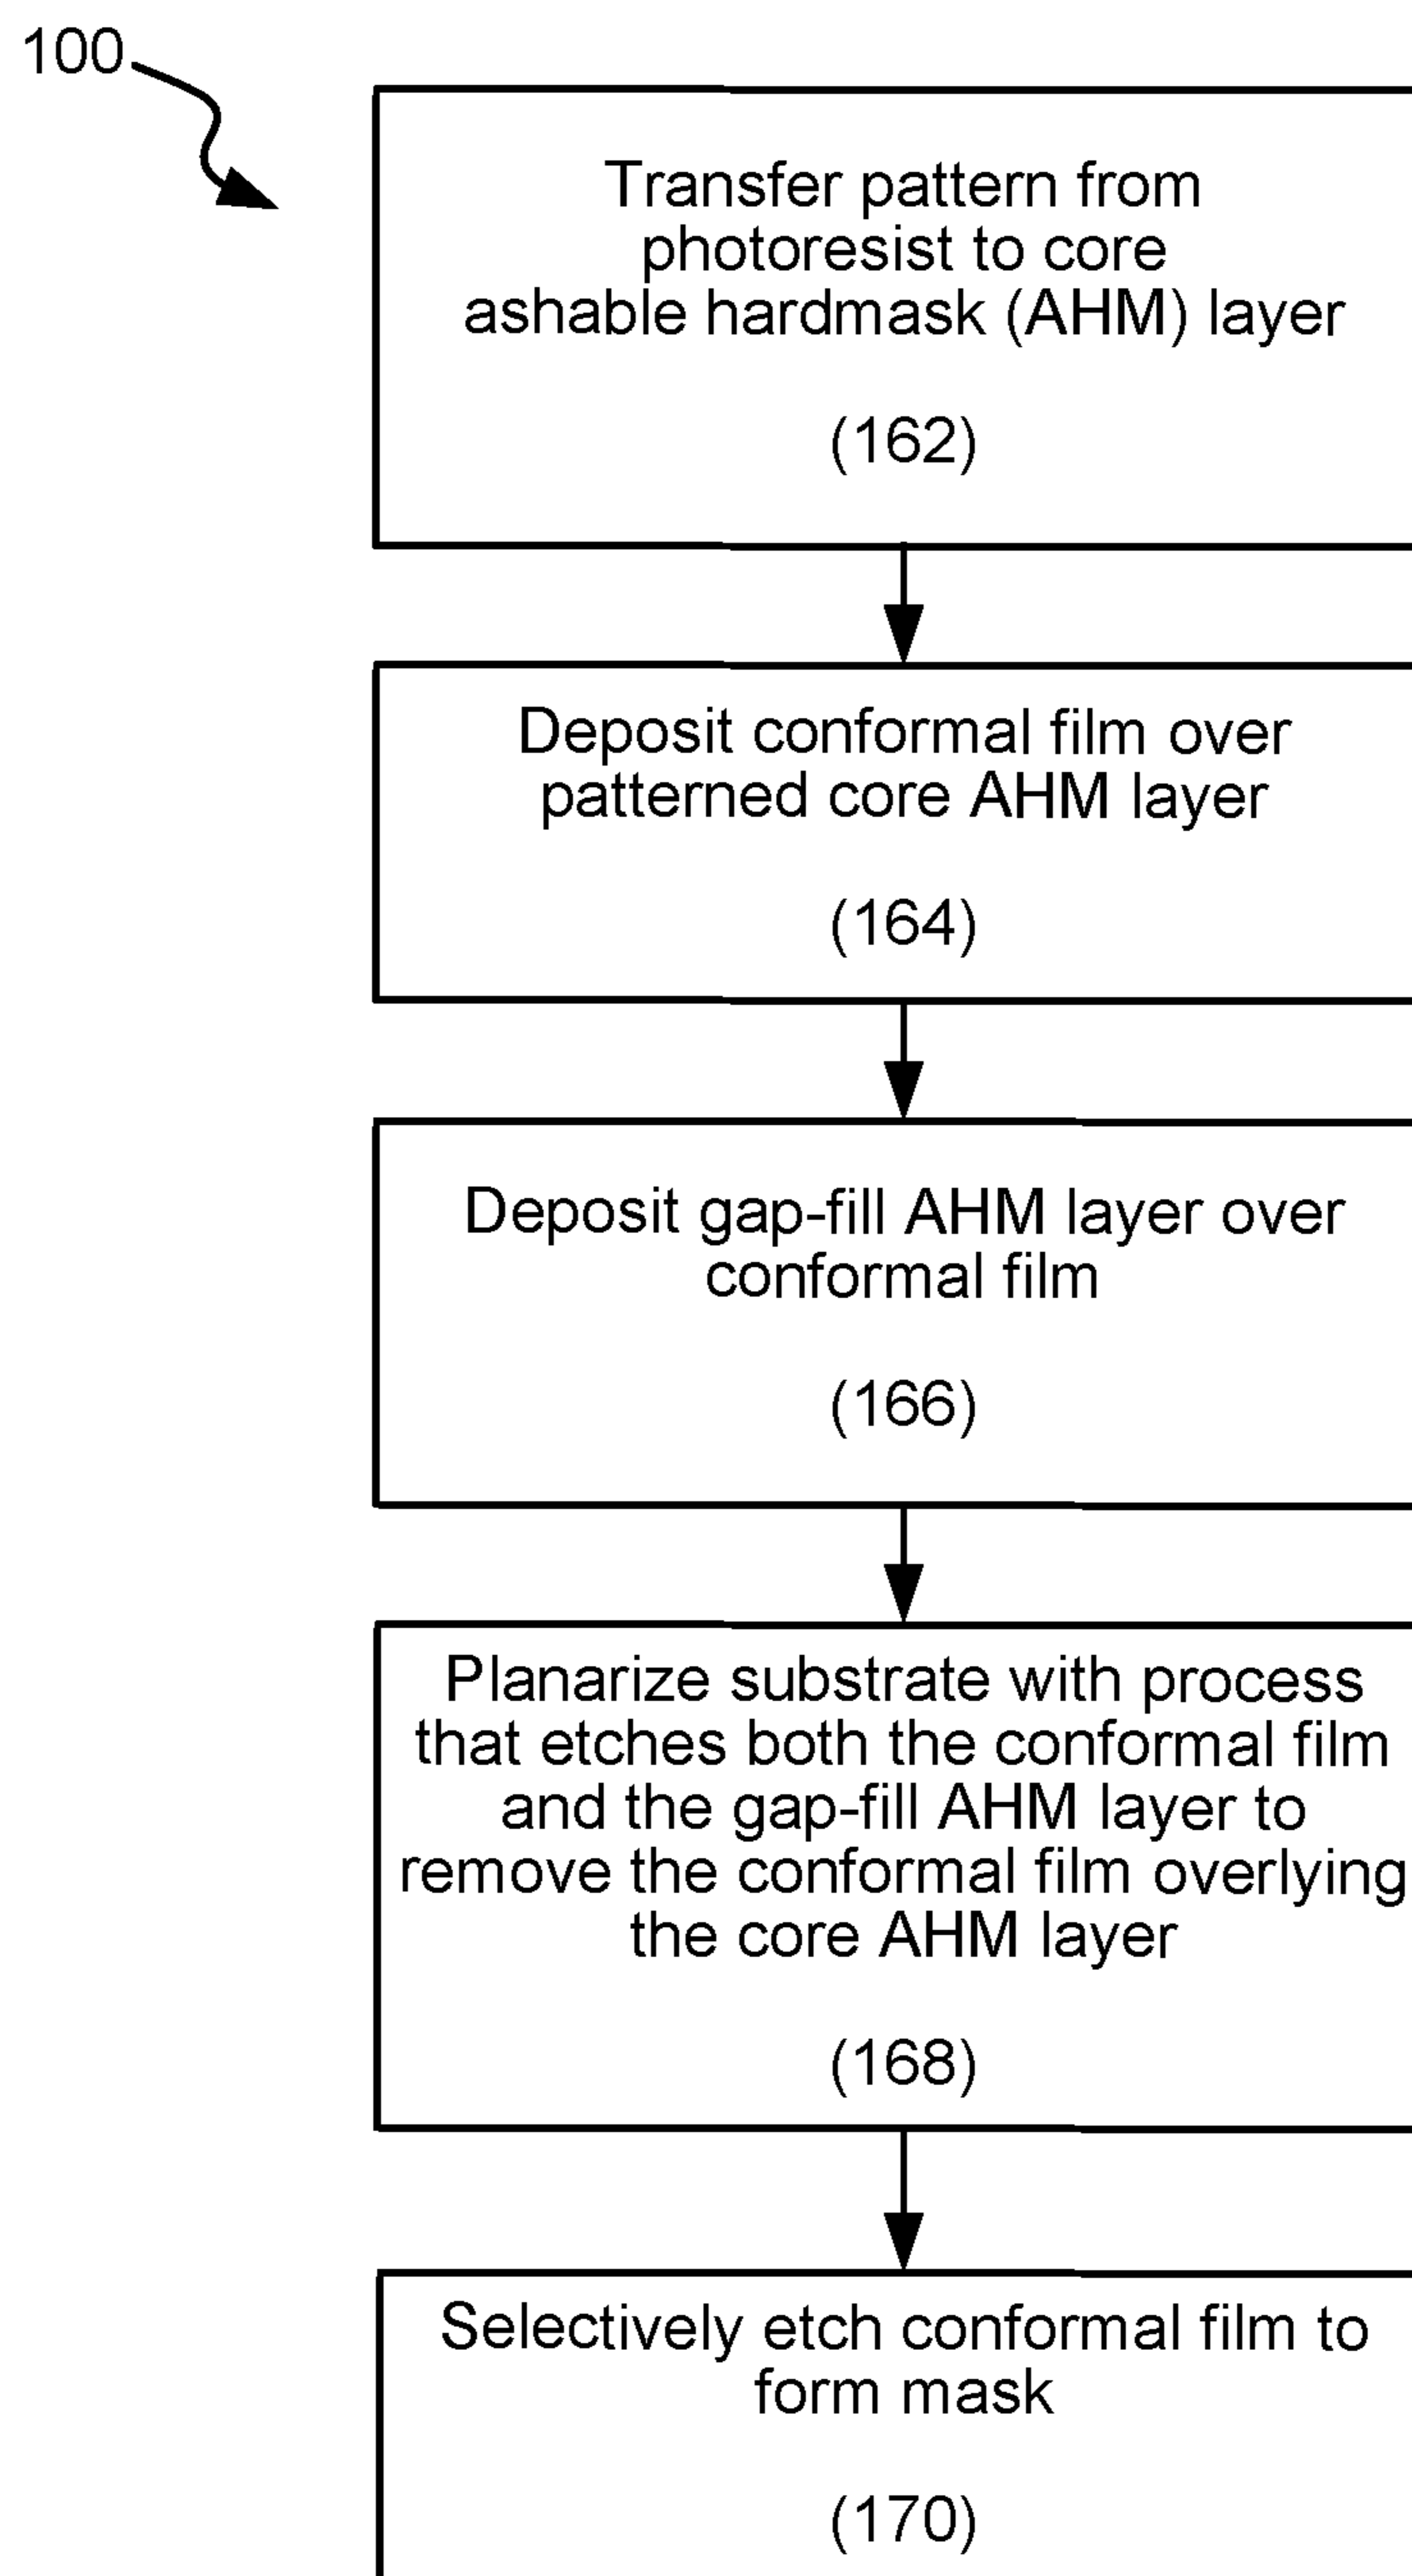 100
Transfer pattern from
photoresist to core
ashable hardmask (AHM) layer
(162)
Deposit conformal film over
patterned core AHM layer
(164)
Deposit gap-fill AHM layer over
conformal film
(166)
Planarize substrate with process
that etches both the conformal film
and the gap-fill AHM layer to
remove the conformal film overlying
the core AHM layer
(168)
Selectively etch conformal film to
form mask
(170)